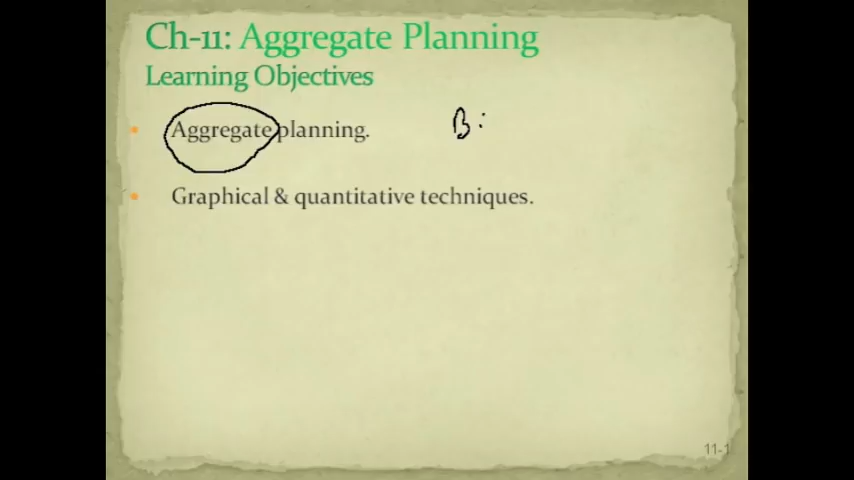 Ch-11: Aggregate Planning
Learning Objectives
• Aggregate planning. B:
• Graphical & quantitative techniques.
11-1